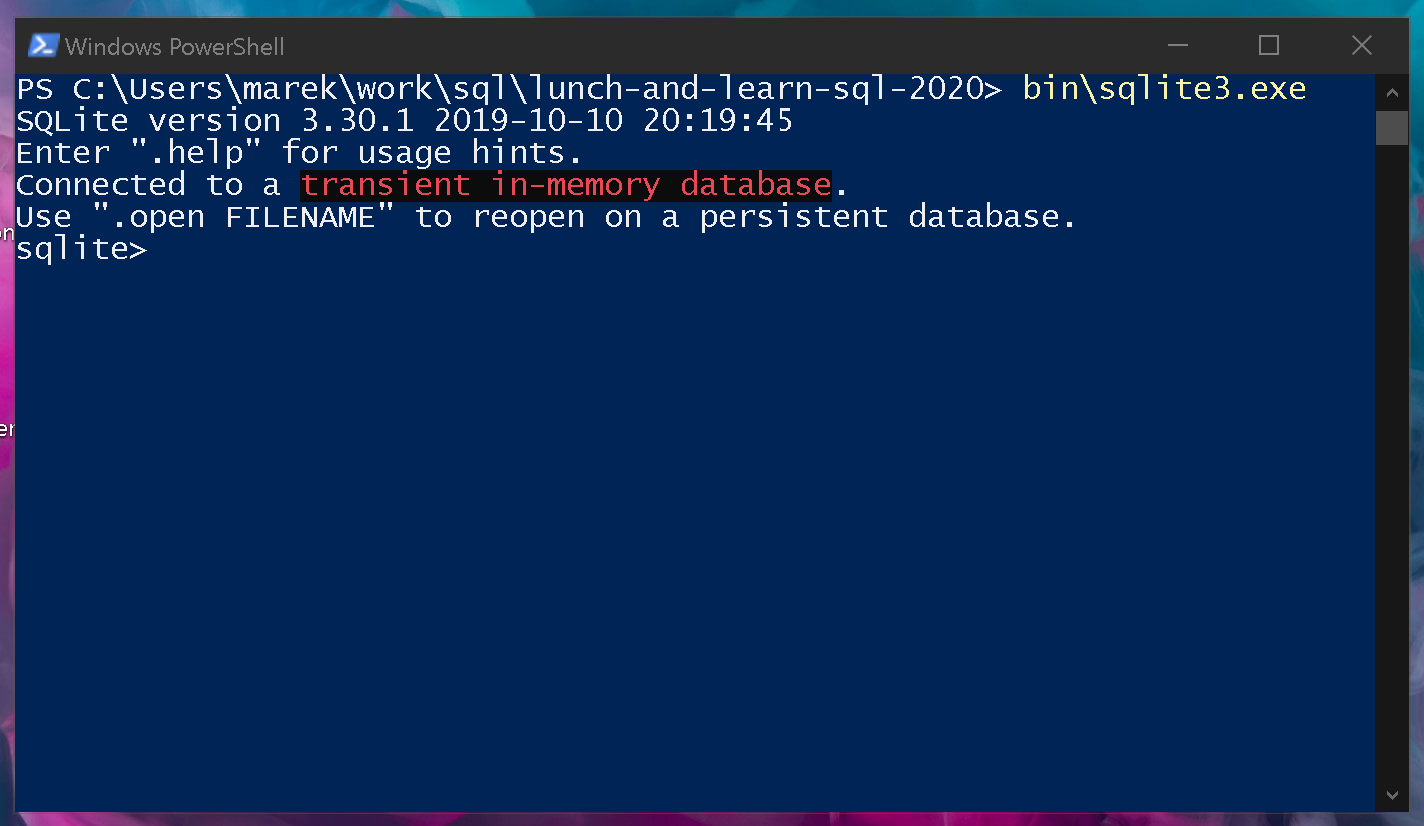 Windows PowerShell
PS C:\Users\marek\work\sql\lunch-and-learn-sql-2020> bin\sqlite3.exe
SQLite version 3.30.1 2019-10-10 20:19:45
Enter ".help" for usage hints.
Connected to a transient in-memory database.
Use ".open FILENAME" to reopen on a persistent database.
sqlite>